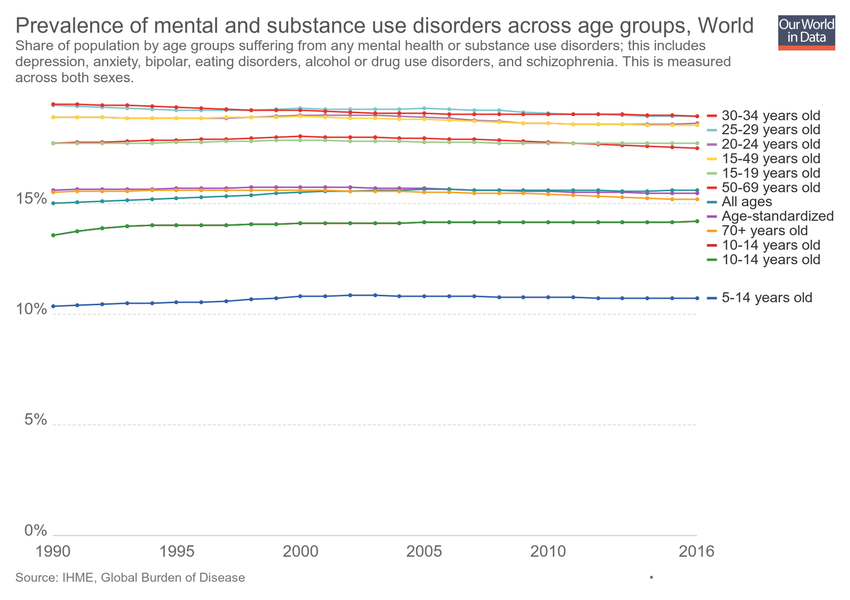 Prevalence of mental and substance use disorders across age groups, World
Our World
in Data
Share of population by age groups suffering from any mental health or substance use disorders; this includes
depression, anxiety, bipolar, eating disorders, alcohol or drug use disorders, and schizophrenia. This is measured
across both sexes.
30-34 years old
25-29 years old
20-24 years old
15-49 years old
15-19 years old
50-69 years old
All ages
Age-standardized
70+ years old
10-14 years old
10-14 years old
5-14 years old
15%
10%
5%
0%
1990 1995 2000 2005 2010 2016
Source: IHME, Global Burden of Disease